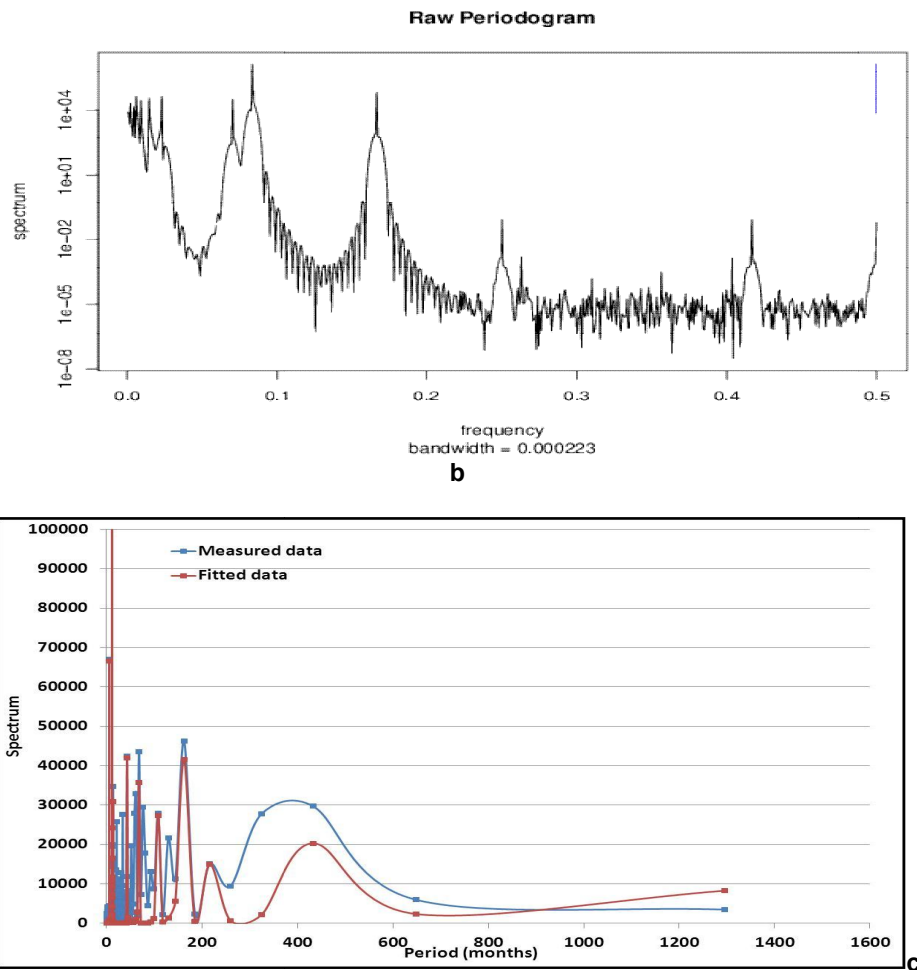 Raw Periodogram
spectrum
1e+04
1e+01
1e−02
1e−05
1e−08
0.0 0.1 0.2 0.3 0.4 0.5
frequency
bandwidth = 0.000223
b
100000
90000
80000
70000
60000
50000
40000
30000
20000
10000
0
Spectrum
Measured data
Fitted data
0 200 400 600 800 1000 1200 1400 1600
Period (months)
c